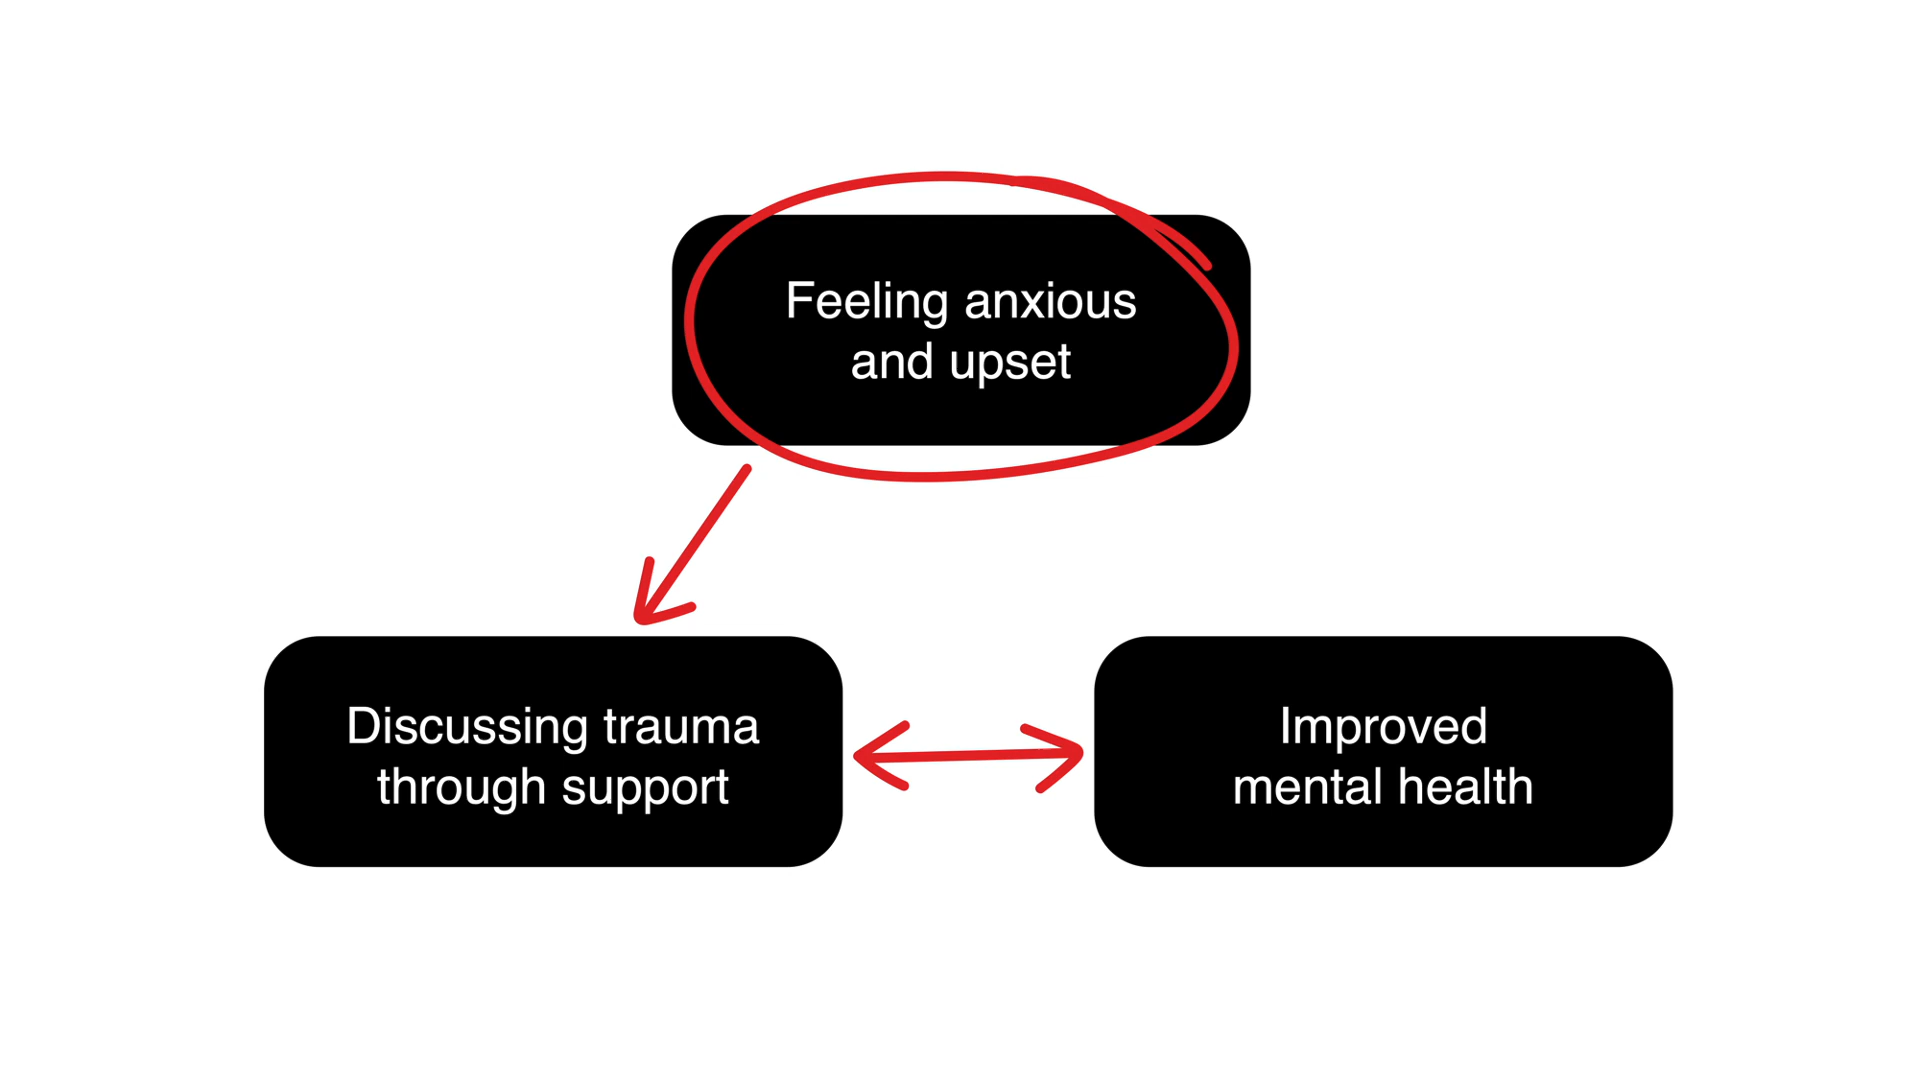 Feeling anxious
and upset
Discussing trauma
through support
Improved
mental health